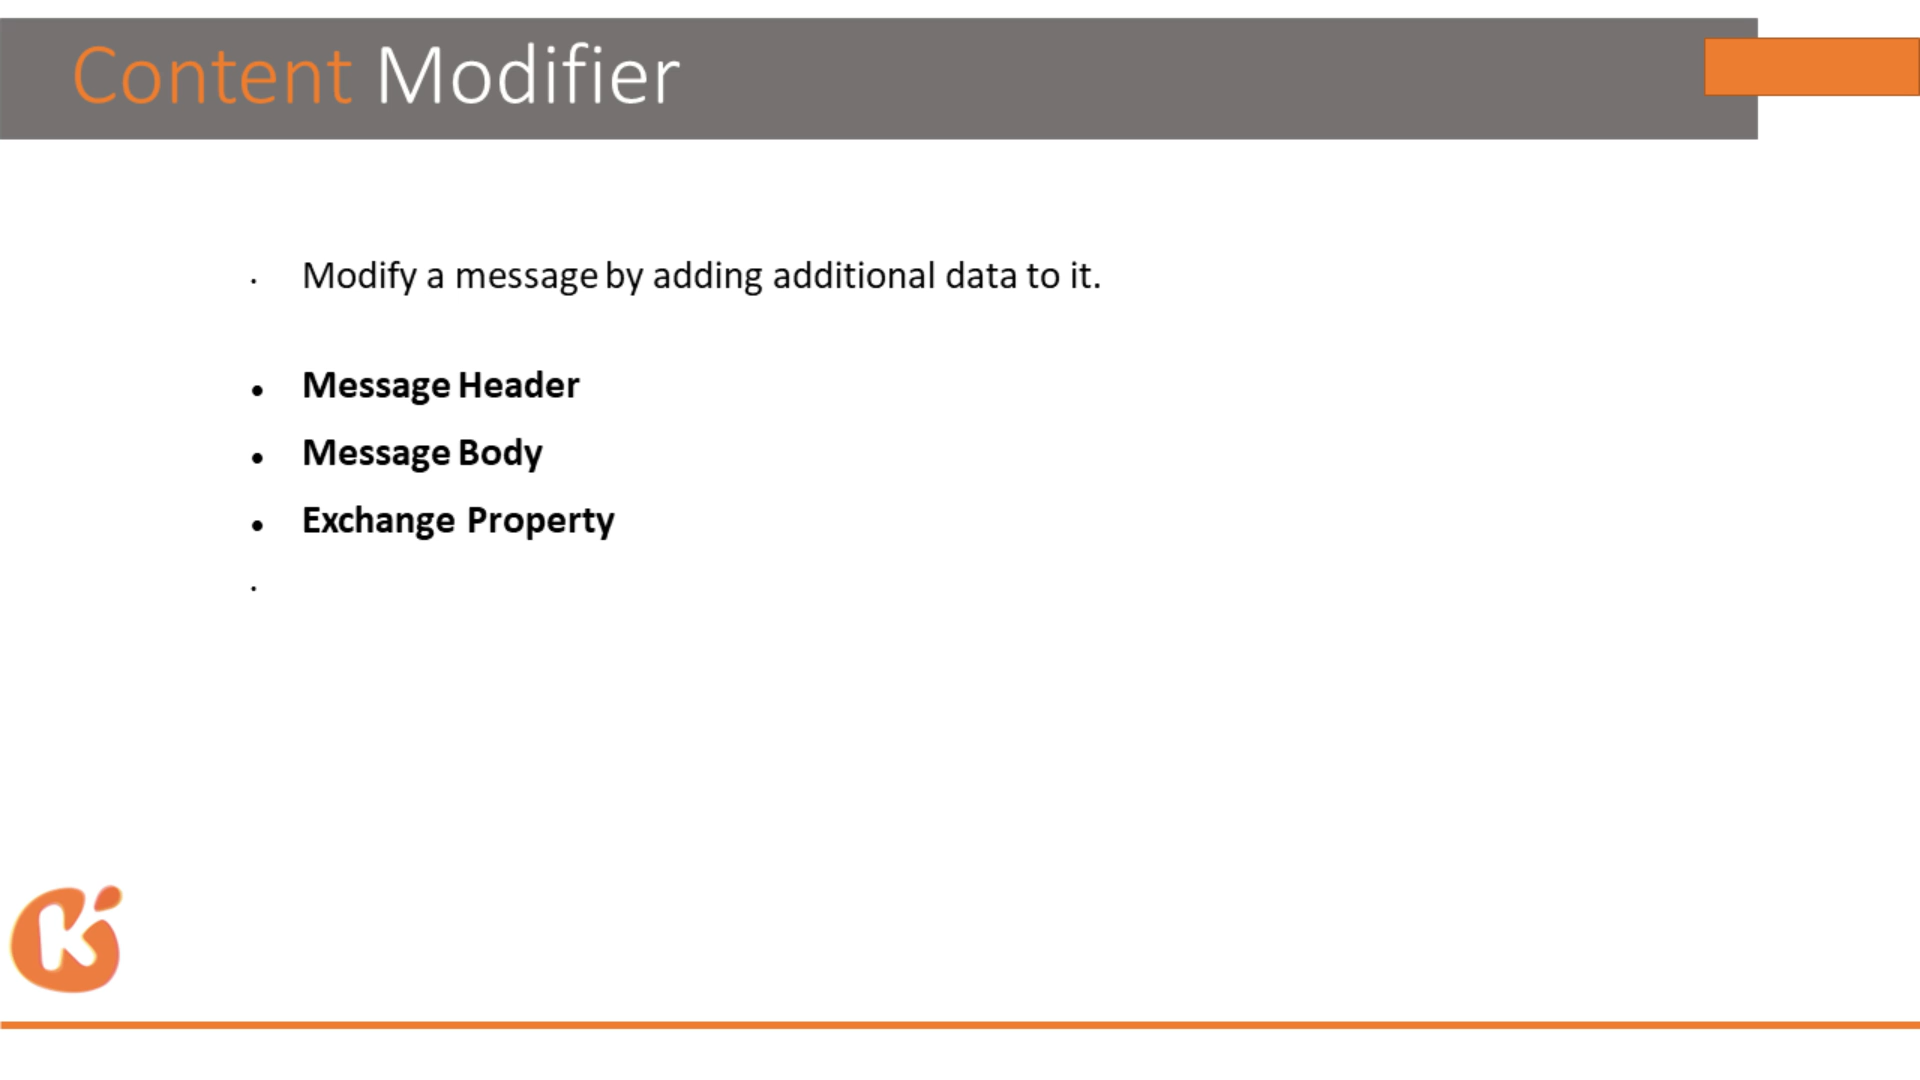 Content Modifier
Modify a message by adding additional data to it.
Message Header
Message Body
Exchange Property
K